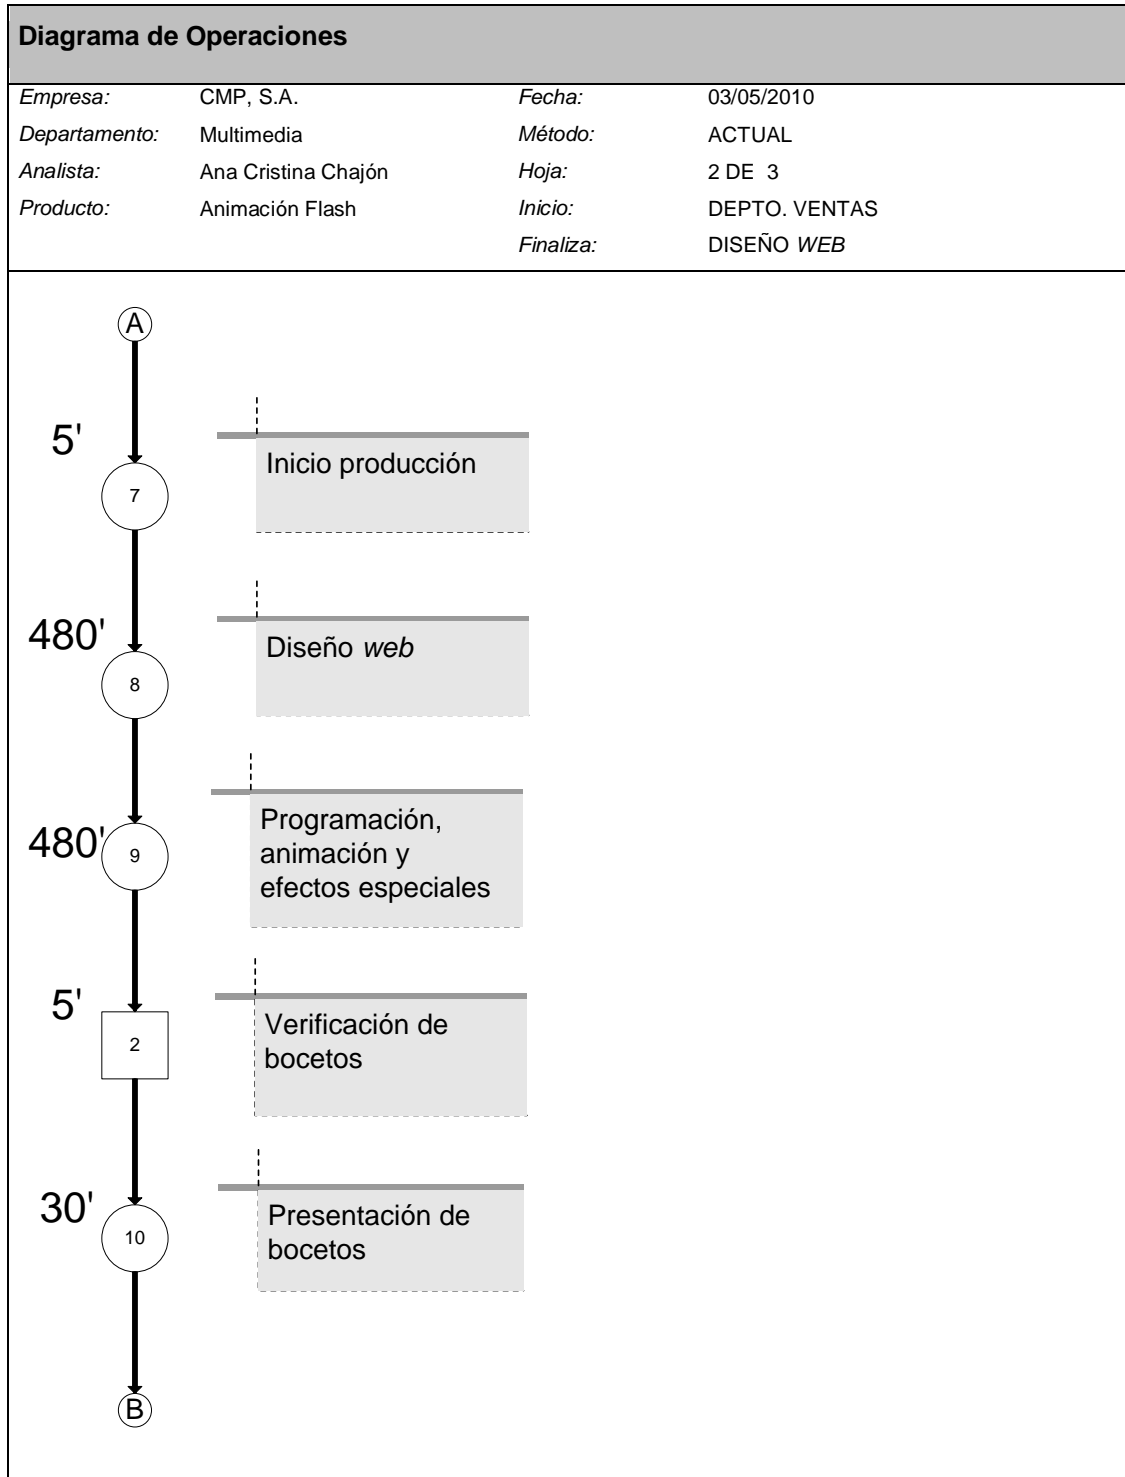 Diagrama de Operaciones
Empresa: CMP, S.A. Fecha: 03/05/2010
Departamento: Multimedia Método: ACTUAL
Analista: Ana Cristina Chajón Hoja: 2 DE 3
Producto: Animación Flash Inicio: DEPTO. VENTAS
Finaliza: DISEÑO WEB
A
5'
Inicio producción
7
480'
Diseño web
8
480'
Programación,
animación y
efectos especiales
9
5'
Verificación de
bocetos
2
30'
Presentación de
bocetos
10
B